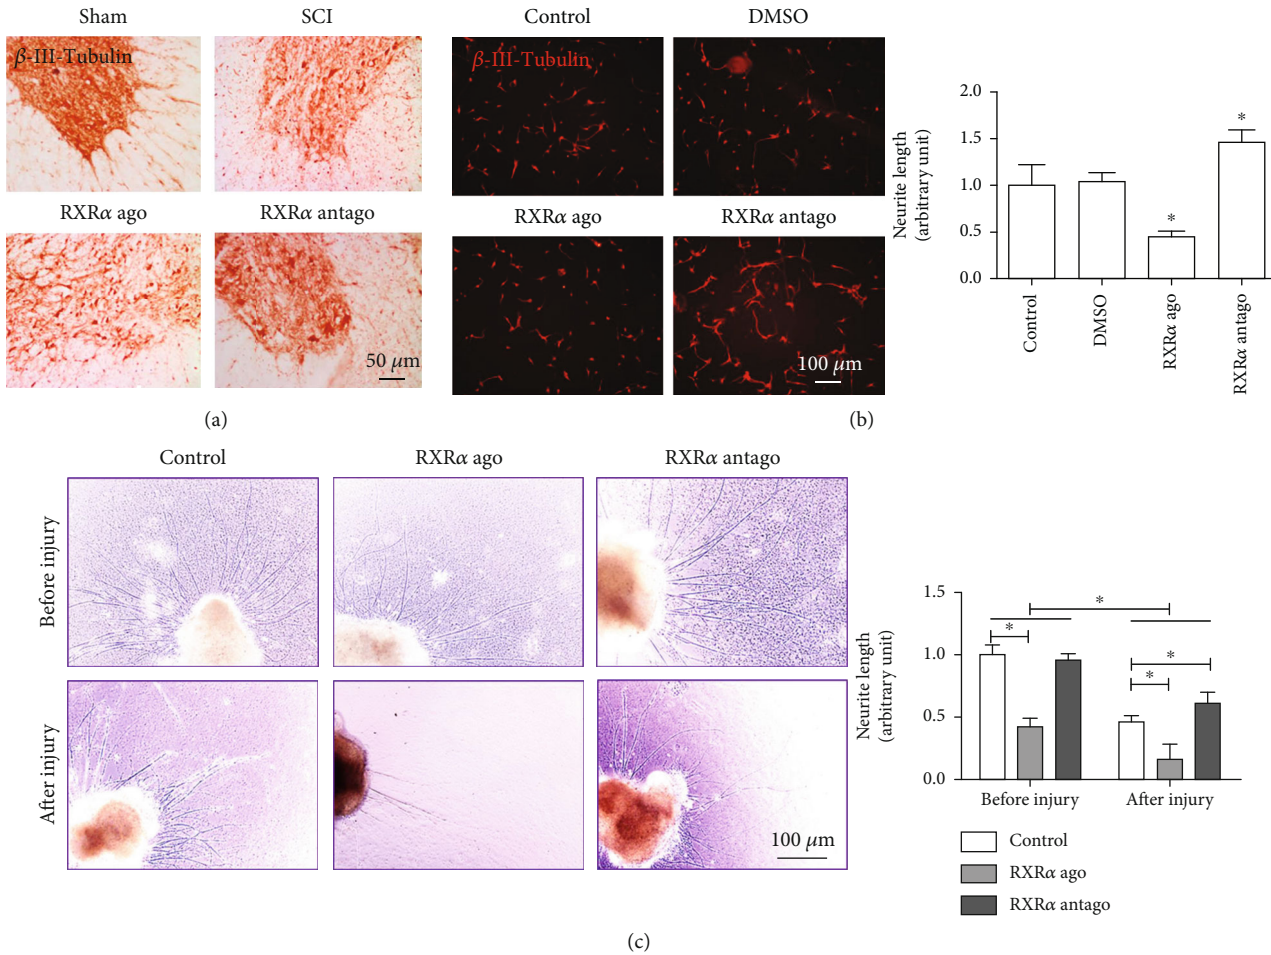 Sham SCI
β-III-Tubulin
RXRα ago RXRα antago
50 μm
(a)
Control DMSO
β-III-Tubulin
RXRα ago RXRα antago
100 μm
Neurite length
(arbitrary unit)
2.0
1.5
1.0
0.5
0.0
*
*
Control
DMSO
RXRα ago
RXRα antago
(b)
Control RXRα ago RXRα antago
Before injury
After injury
100 μm
Neurite length
(arbitrary unit)
1.5
1.0
0.5
0.0
*
*
*
*
Before injury After injury
Control
RXRα ago
RXRα antago
(c)